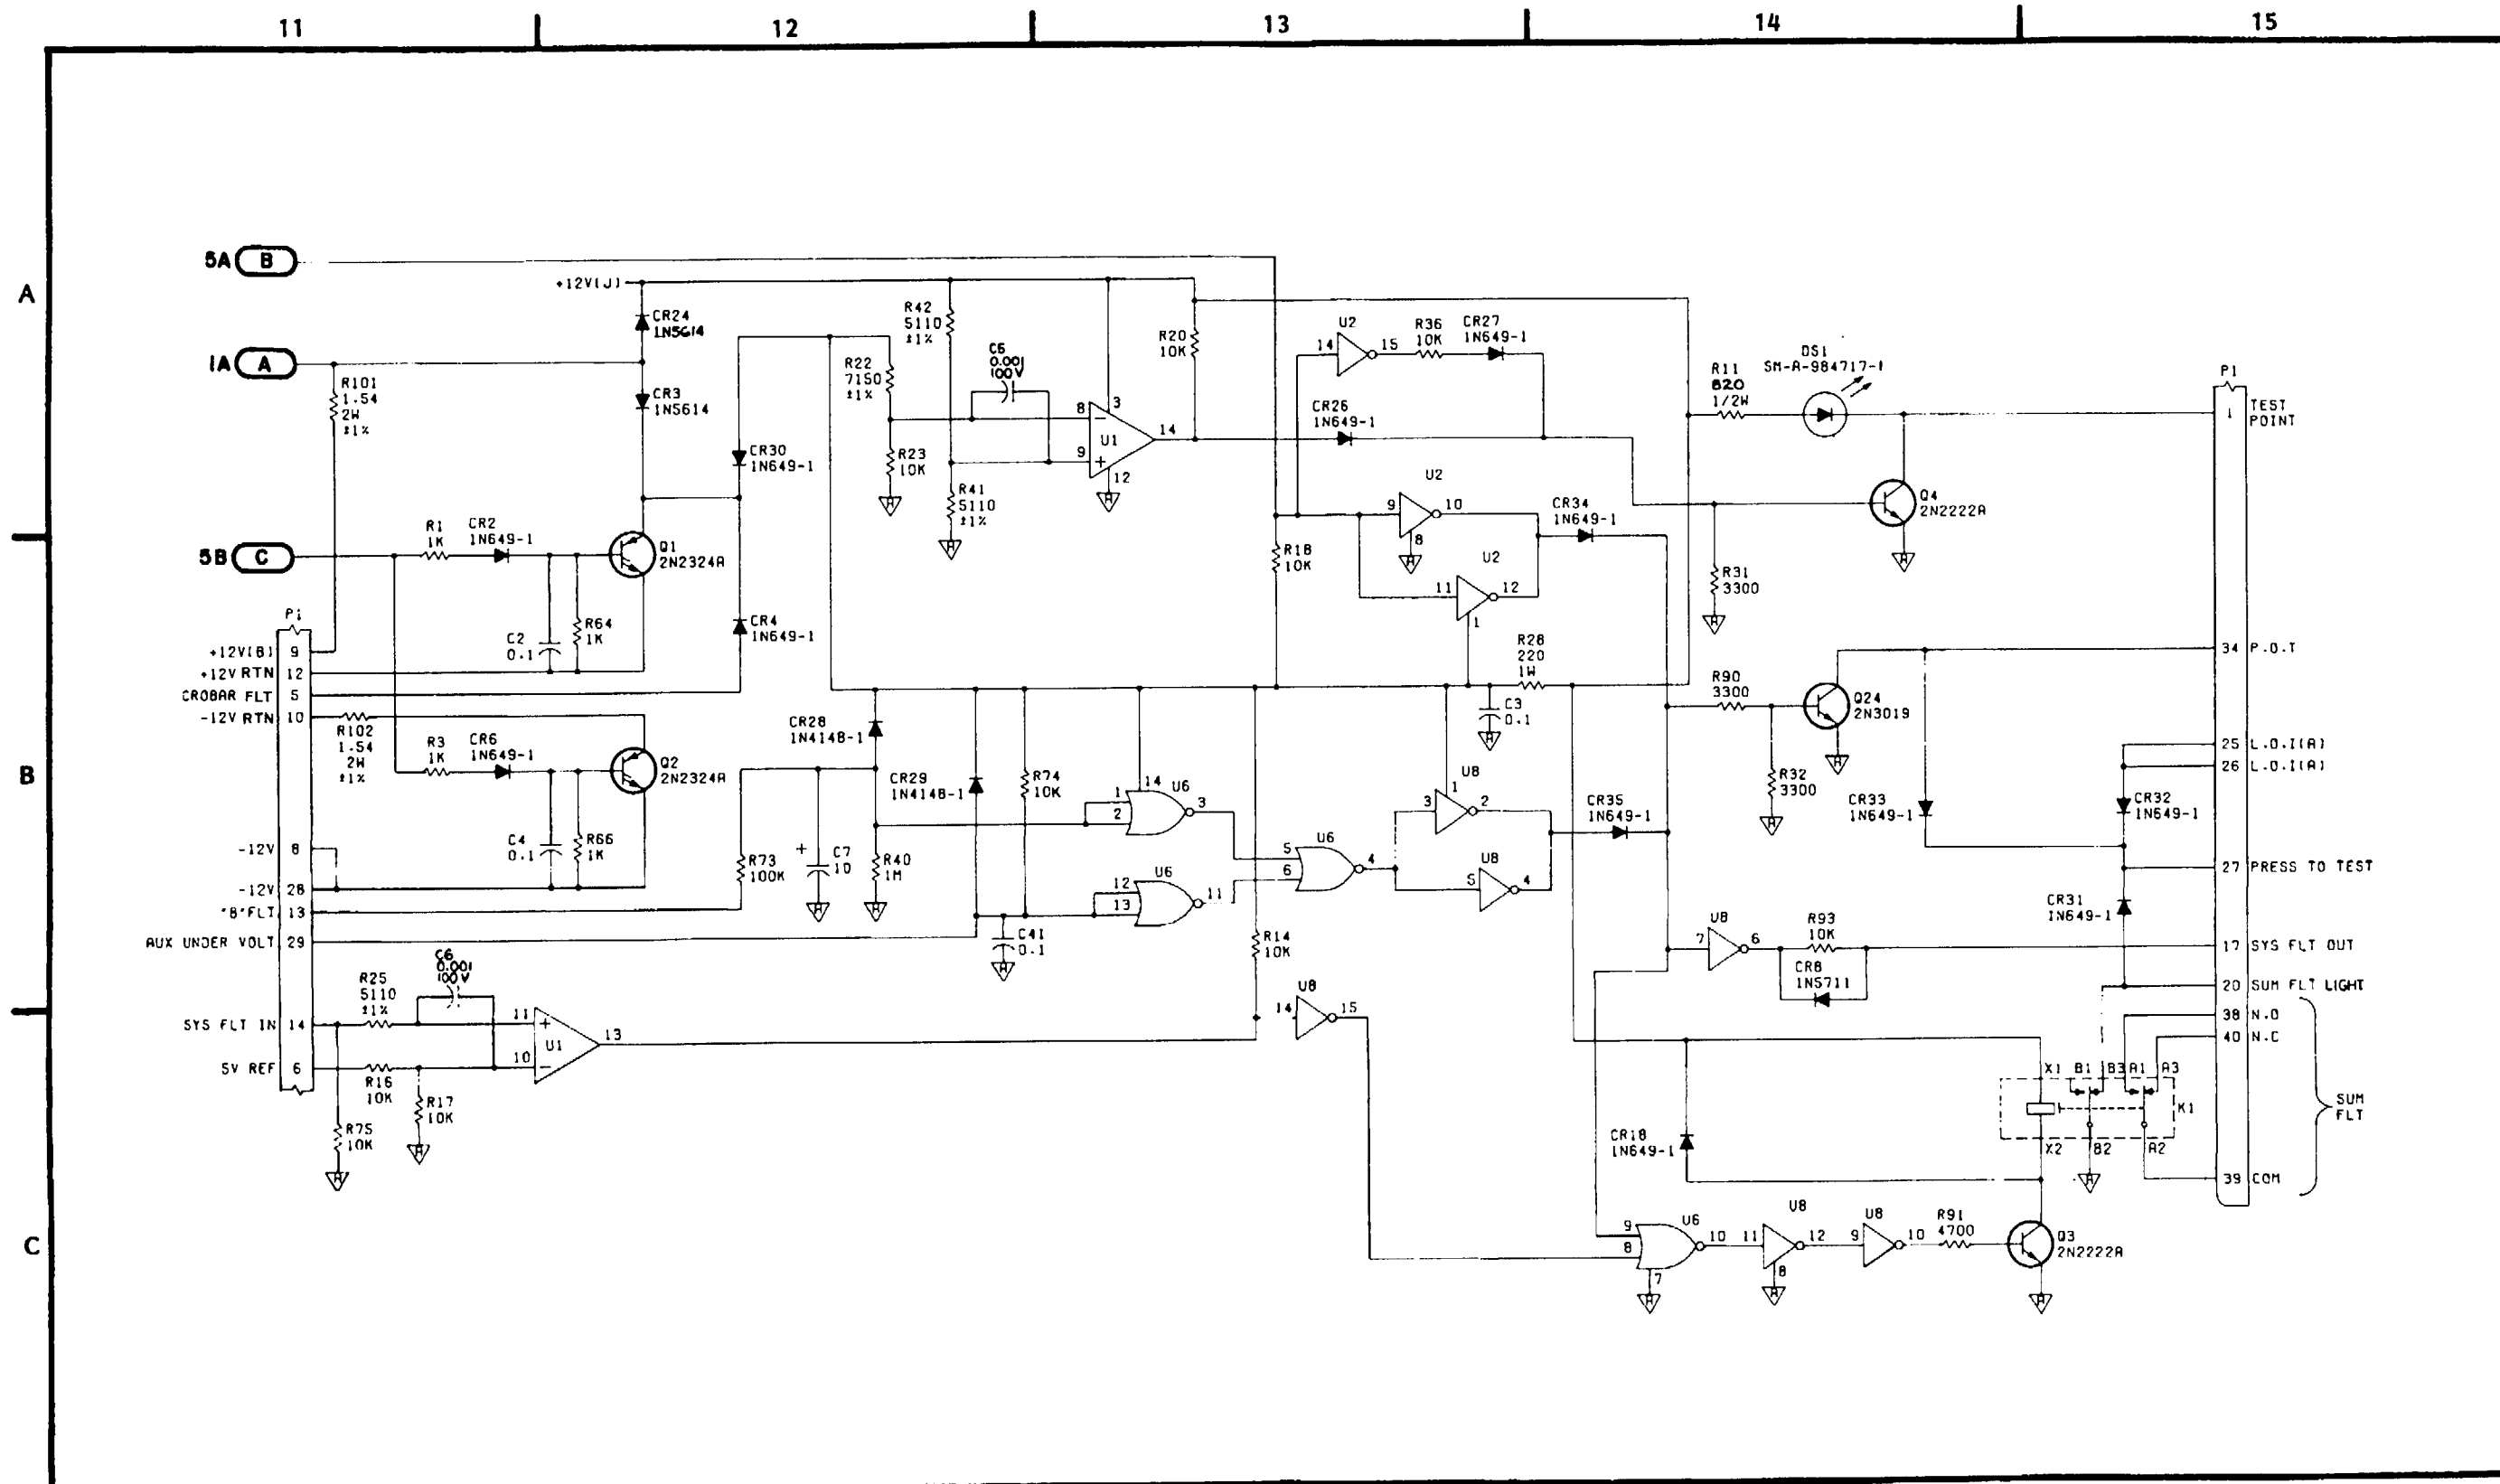 11 12 13 14 15
A
B
C
5A B
1A A
5B C
+12V(J)
CR24
1N5614
CR3
1N5614
R101
1.54
2W
±1%
R1
1K
CR2
1N649-1
Q1
2N2324A
CR30
1N649-1
CR4
1N649-1
C2
0.1
R64
1K
P1
+12V(B) 9
+12V RTN 12
CROBAR FLT 5
-12V RTN 10
-12V 8
-12V 28
"B"FLT 13
AUX UNDER VOLT 29
SYS FLT IN 14
5V REF 6
R102
1.54
2W
±1%
R3
1K
CR6
1N649-1
Q2
2N2324A
C4
0.1
R66
1K
R25
5110
±1%
C6
0.001
100V
11
+
U1
13
10
-
R16
10K
R17
10K
R75
10K
A
A
R22
7150
±1%
R23
10K
A
R42
5110
±1%
R41
5110
±1%
A
C5
0.001
100V
3
8
-
U1
14
9
+
12
A
R20
10K
CR28
1N4148-1
CR29
1N4148-1
R74
10K
R73
100K
+
C7
10
A
R40
1M
A
C41
0.1
A
14
U6
1
2
3
U6
12
13
11
U6
5
6
4
R14
10K
R18
10K
U2
14
15
R36
10K
CR27
1N649-1
CR26
1N649-1
U2
9
10
8
A
U2
11
12
1
CR34
1N649-1
R28
220
1W
C3
0.1
A
U8
1
3
2
U8
5
4
CR35
1N649-1
U8
14
15
R11
820
1/2W
DS1
SM-A-984717-1
Q4
2N2222A
A
R31
3300
A
R90
3300
Q24
2N3019
A
R32
3300
A
CR33
1N649-1
CR32
1N649-1
CR31
1N649-1
U8
7
6
R93
10K
CR8
1N5711
P1
1 TEST
POINT
34 P.O.T
25 L.O.I(A)
26 L.O.I(A)
27 PRESS TO TEST
17 SYS FLT OUT
20 SUM FLT LIGHT
38 N.O
40 N.C
39 COM
SUM
FLT
X1 B1 B3 A1 A3
K1
X2 B2 A2
A
CR18
1N649-1
9
8
U6
10
7
A
U8
11
12
8
A
U8
9
10
R91
4700
Q3
2N2222A
A